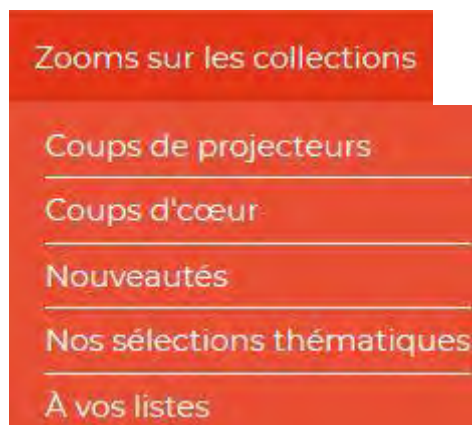 Zooms sur les collections
Coups de projecteurs
Coups d'cœur
Nouveautés
Nos sélections thématiques
À vos listes